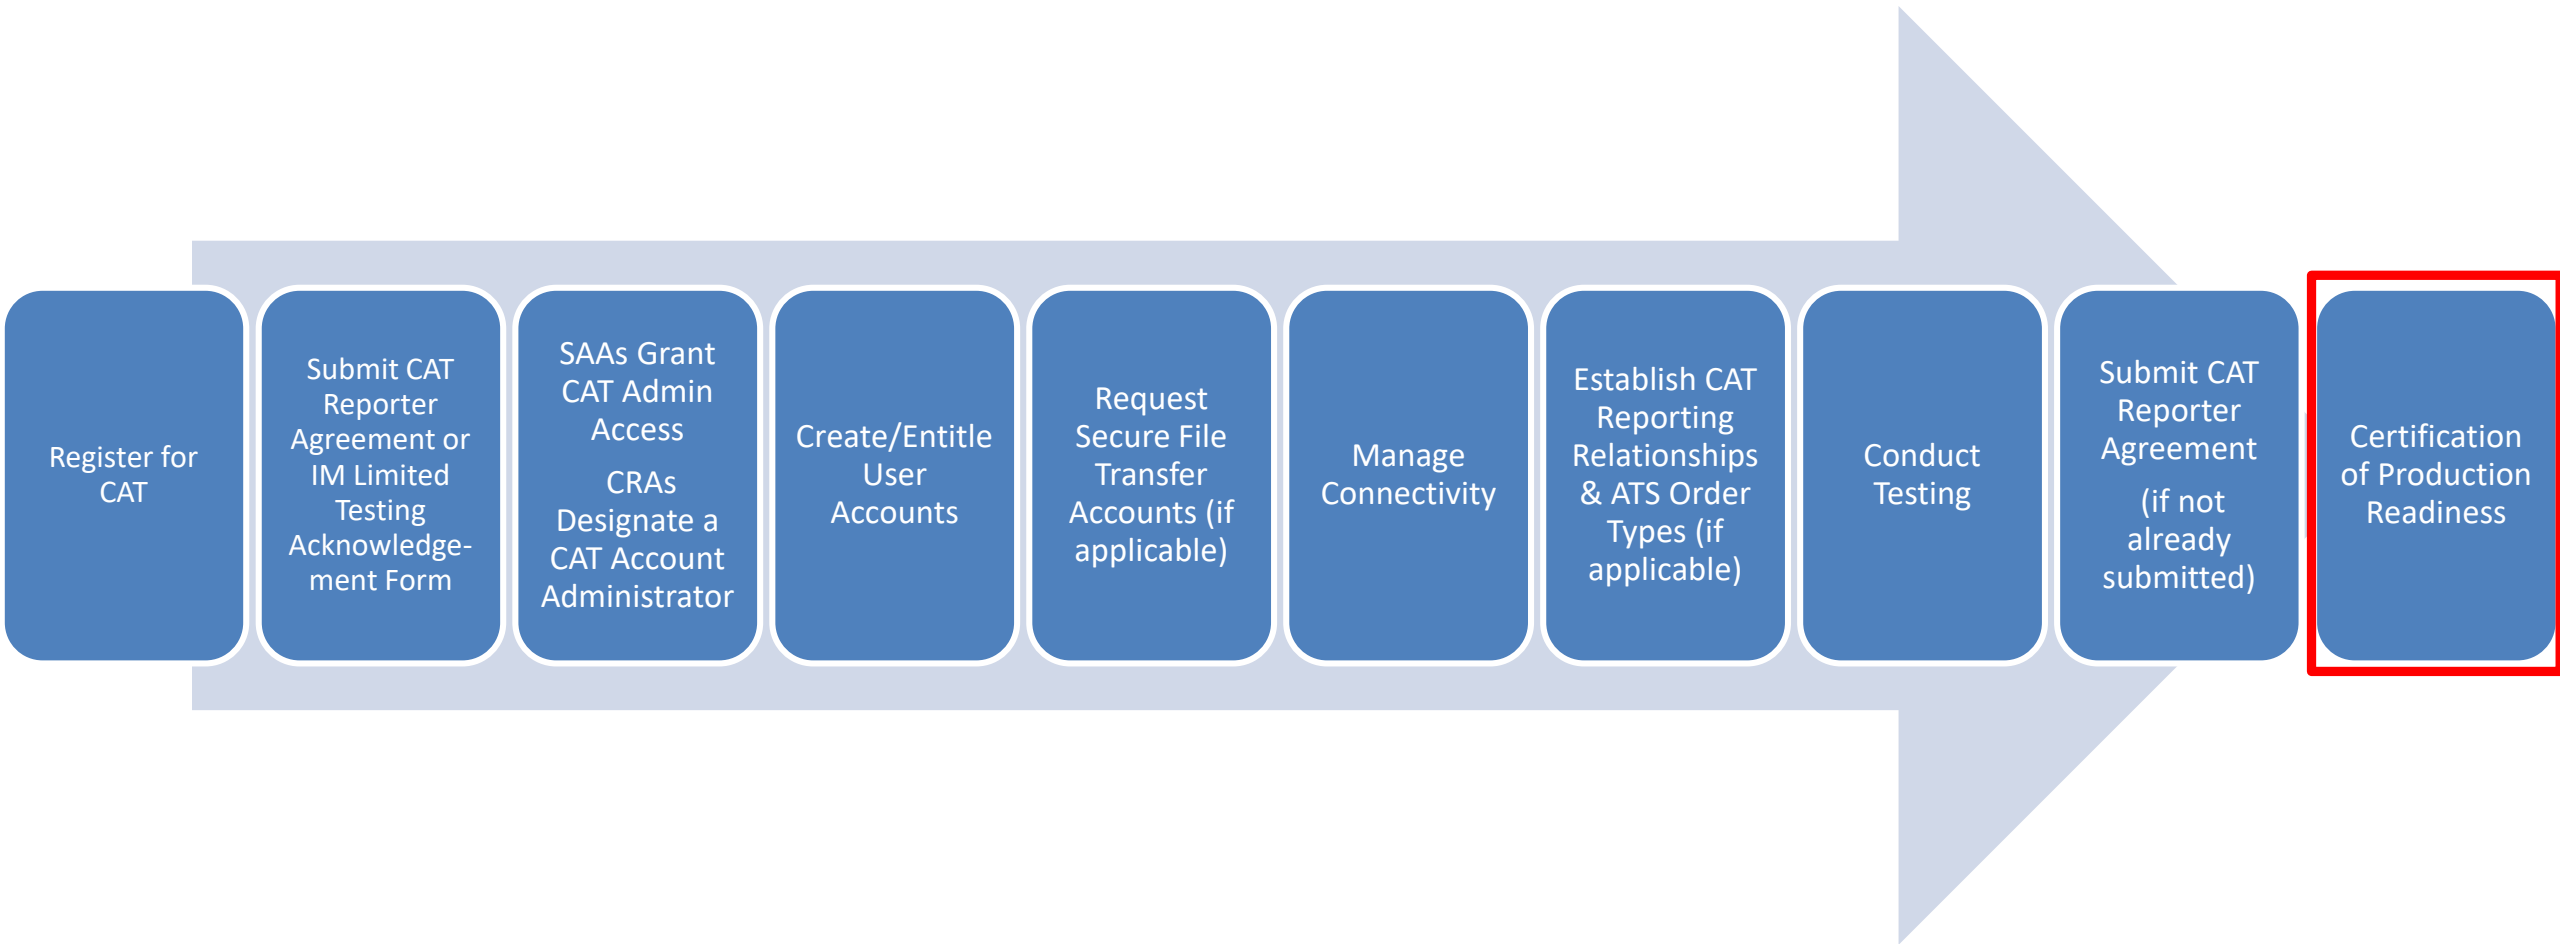 Register for
CAT
Submit CAT
Reporter
Agreement or
IM Limited
Testing
Acknowledge-
ment Form
SAAs Grant
CAT Admin
Access
CRAs
Designate a
CAT Account
Administrator
Create/Entitle
User
Accounts
Request
Secure File
Transfer
Accounts (if
applicable)
Manage
Connectivity
Establish CAT
Reporting
Relationships
& ATS Order
Types (if
applicable)
Conduct
Testing
Submit CAT
Reporter
Agreement
(if not
already
submitted)
Certification
of Production
Readiness